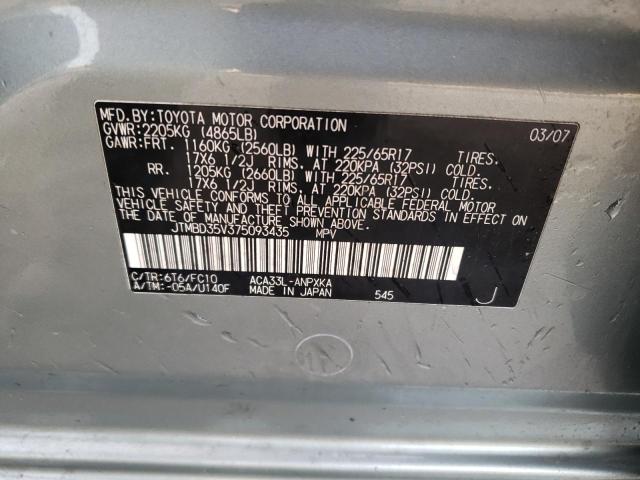 MFD.BY:TOYOTA MOTOR CORPORATION 03/07
GVWR:2205KG (4865LB)
GAWR:FRT. 1160KG (2560LB) WITH 225/65R17 TIRES.
17X6 1/2J RIMS. AT 220KPA (32PSI) COLD.
RR. 1205KG (2660LB) WITH 225/65R17 TIRES.
17X6 1/2J RIMS. AT 220KPA (32PSI) COLD.
THIS VEHICLE CONFORMS TO ALL APPLICABLE FEDERAL MOTOR
VEHICLE SAFETY AND THEFT PREVENTION STANDARDS IN EFFECT
ON THE DATE OF MANUFACTURE SHOWN ABOVE.
JTMBD35V375093435 MPV
C/TR:6T6/FC10 ACA33L-ANPXKA
A/TM:-05A/U140F MADE IN JAPAN 545 J